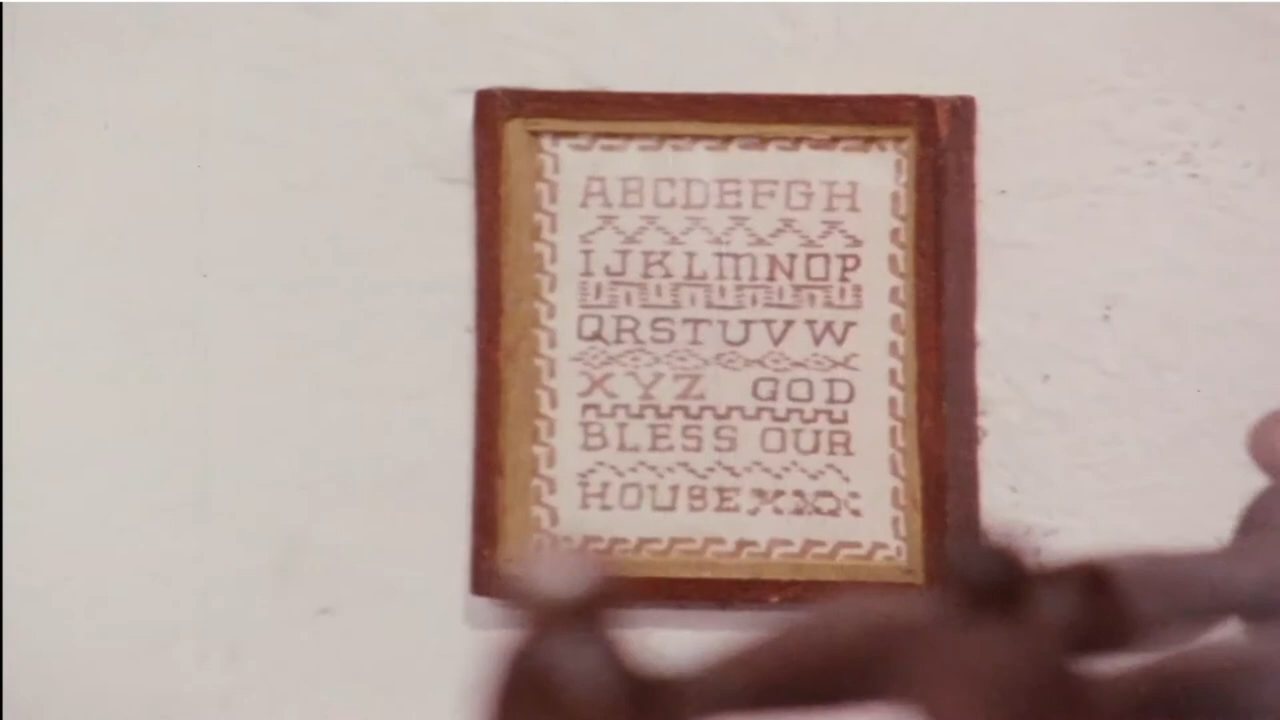 ABCDEFGH
IJKLMNOP
QRSTUVW
XYZ GOD
BLESS OUR
HOUSE